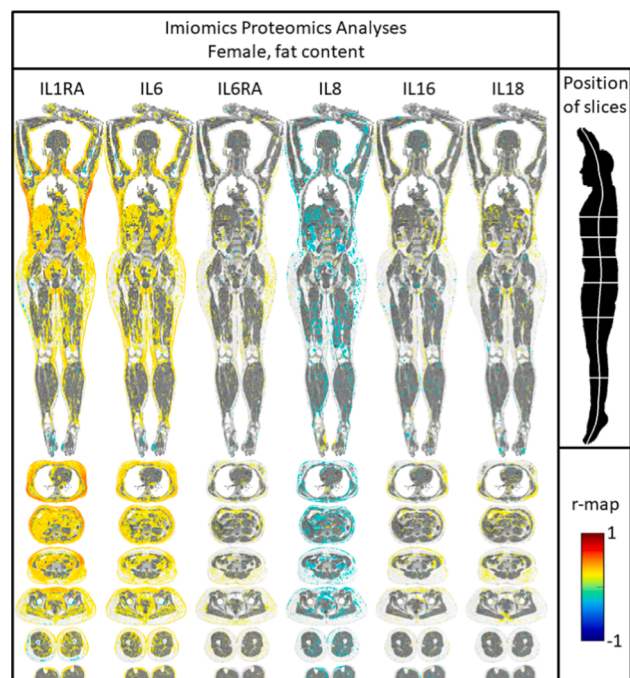 Imiomics Proteomics Analyses
Female, fat content
IL1RA IL6 IL6RA IL8 IL16 IL18
Position
of slices
r-map
1
-1